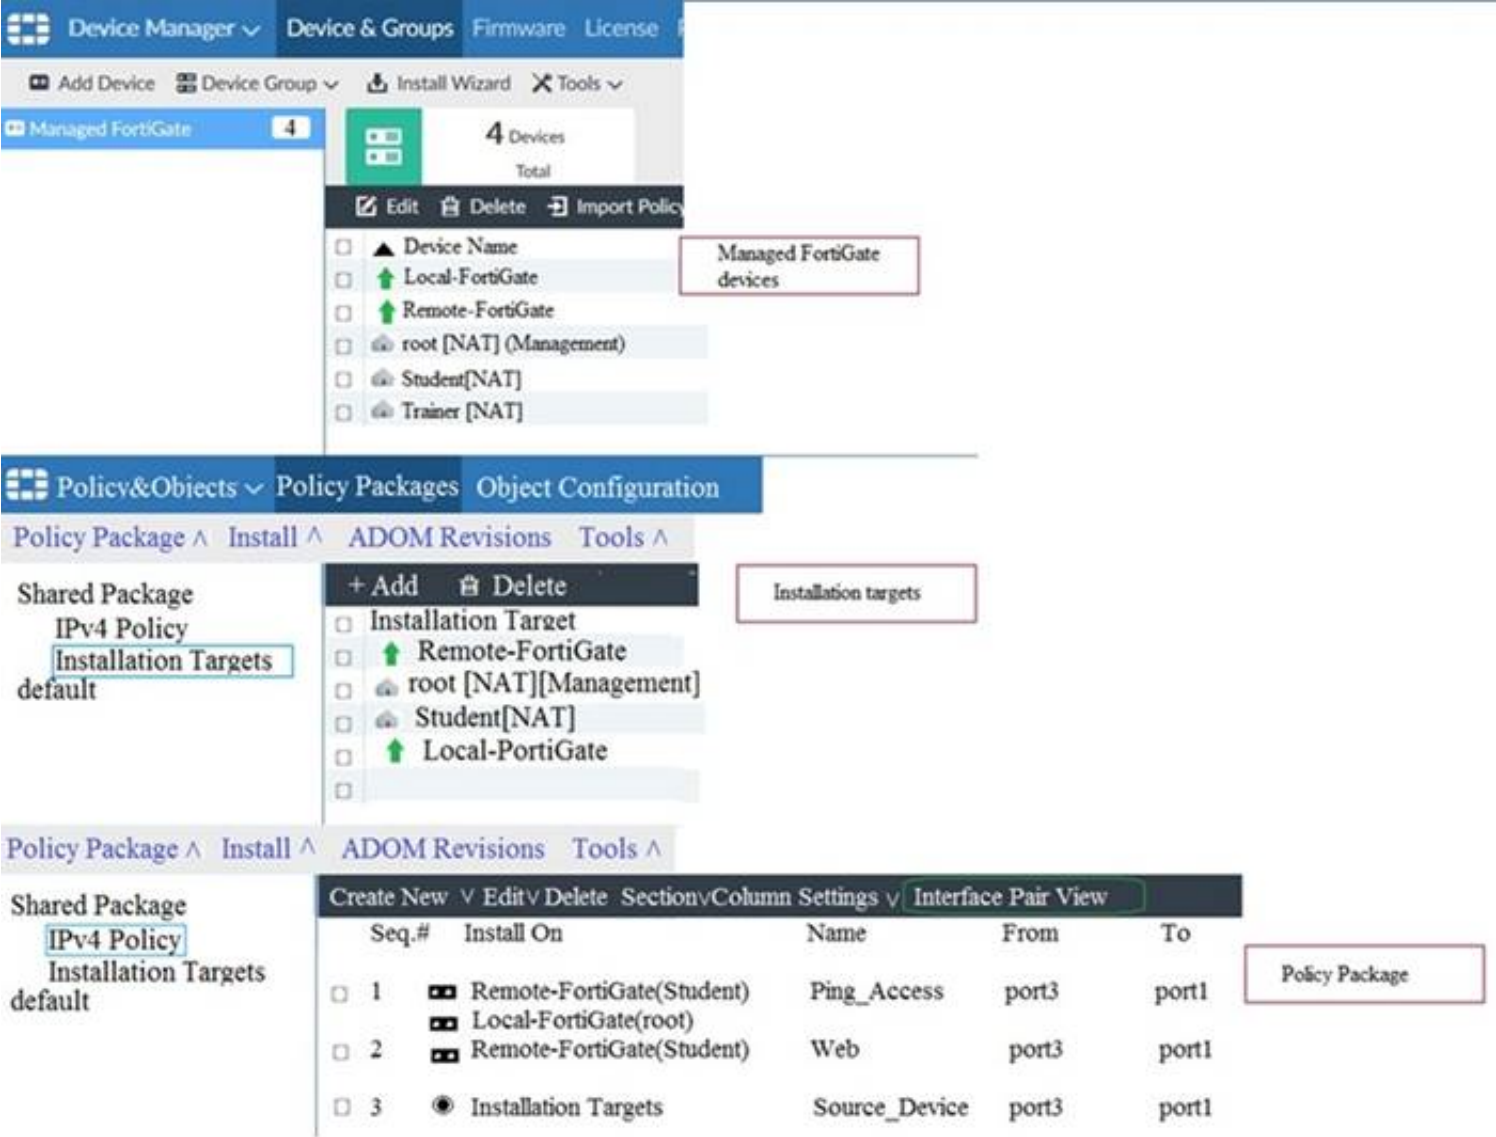 Device Manager Device & Groups Firmware License
Add Device Device Group Install Wizard Tools
Managed FortiGate 4
4 Devices
Total
Edit Delete Import Policy
Device Name
Local-FortiGate
Managed FortiGate
devices
Remote-FortiGate
root [NAT] (Management)
Student[NAT]
Trainer [NAT]
Policy&Objects Policy Packages Object Configuration
Policy Package ^ Install ^ ADOM Revisions Tools ^
+ Add Delete
Installation targets
Shared Package
IPv4 Policy
Installation Targets
default
Installation Target
Remote-FortiGate
root [NAT][Management]
Student[NAT]
Local-PortiGate
Policy Package ^ Install ^ ADOM Revisions Tools ^
Shared Package
IPv4 Policy
Installation Targets
default
Create New v Edit v Delete Section v Column Settings v Interface Pair View
Seq.# Install On Name From To
Policy Package
1 Remote-FortiGate(Student) Ping_Access port3 port1
Local-FortiGate(root)
2 Remote-FortiGate(Student) Web port3 port1
3 Installation Targets Source_Device port3 port1